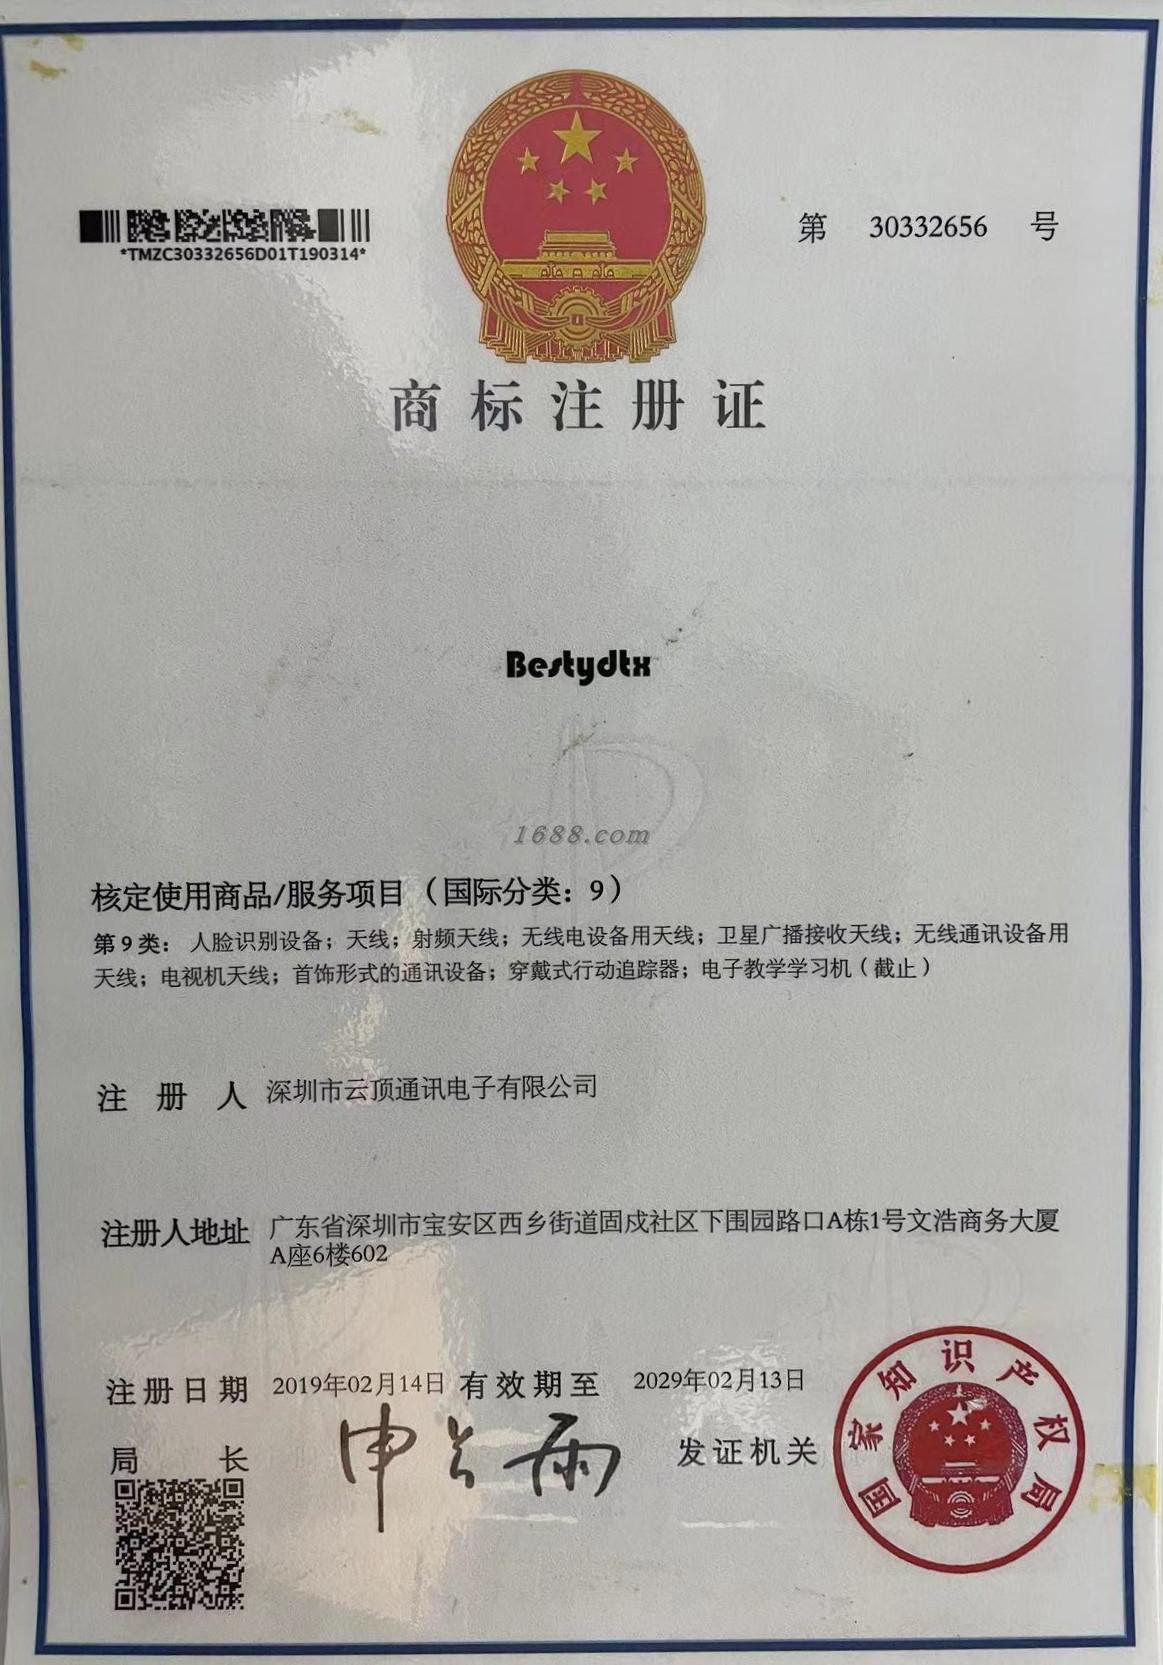 第 30332656 号
*TMZC30332656D01T190314*
商标注册证
Bestydtx
1688.com
核定使用商品/服务项目（国际分类：9）
第9类：人脸识别设备；天线；射频天线；无线电设备用天线；卫星广播接收天线；无线通讯设备用
天线；电视机天线；首饰形式的通讯设备；穿戴式行动追踪器；电子教学学习机（截止）
注册人 深圳市云顶通讯电子有限公司
注册人地址 广东省深圳市宝安区西乡街道固戍社区下围园路口A栋1号文浩商务大厦
A座6楼602
注册日期 2019年02月14日 有效期至 2029年02月13日
局长 申长雨 发证机关
国家知识产权局